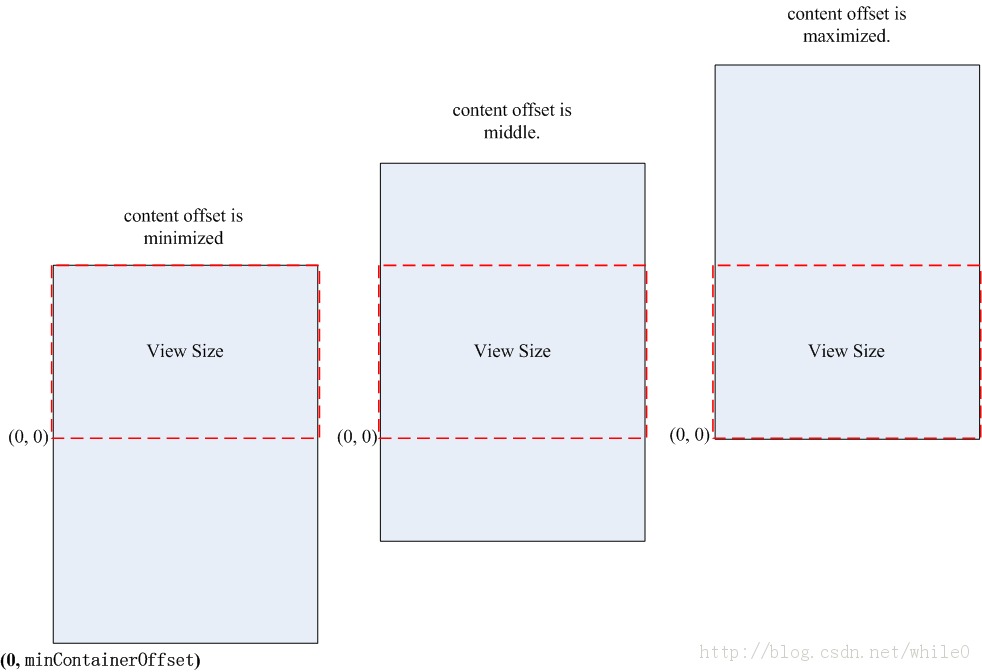 content offset is
maximized.
content offset is
middle.
content offset is
minimized
View Size
View Size
View Size
(0, 0)
(0, 0)
(0, 0)
(0, minContainerOffset)
http://blog.csdn.net/while0